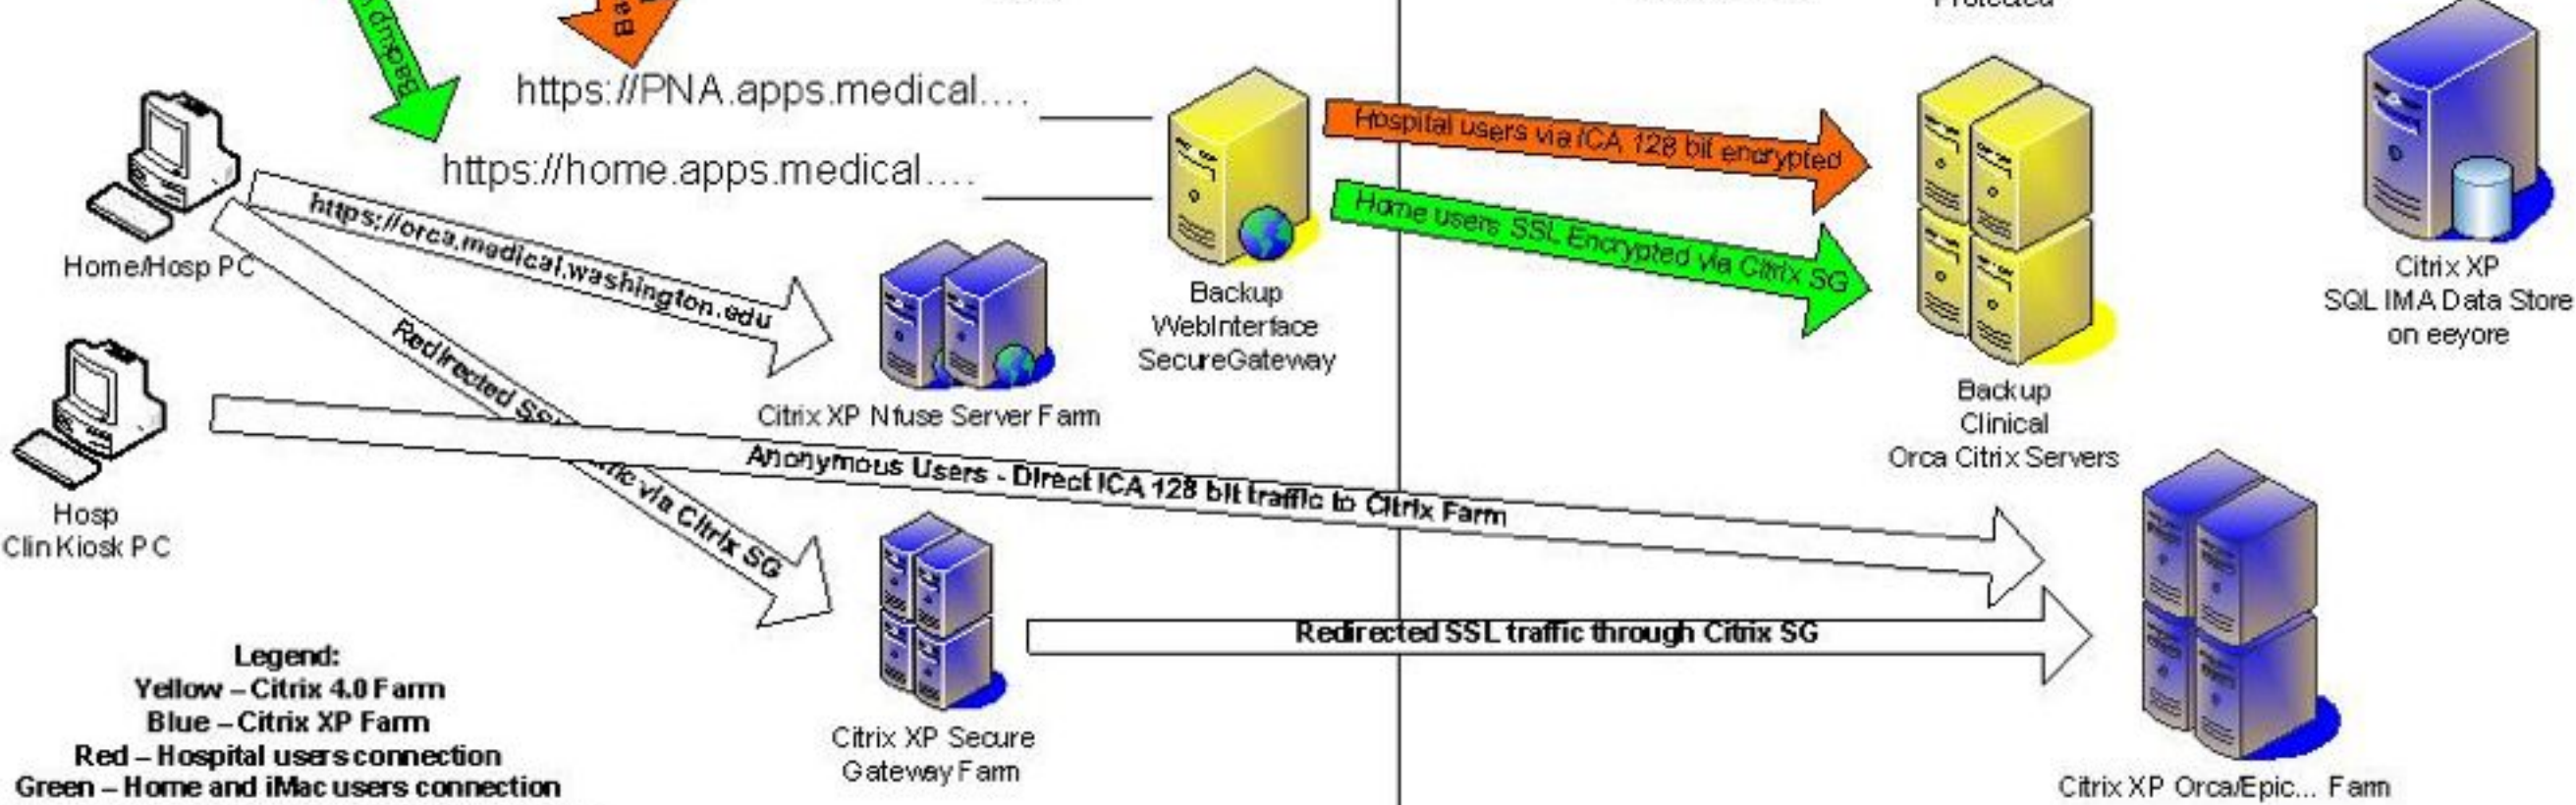 Backup
https://PNA.apps.medical....
https://home.apps.medical....
Home/Hosp PC
https://orca.medical.washington.edu
Redirected SSL traffic via Citrix SG
Hosp
Clin Kiosk PC
Citrix XP Nfuse Server Farm
Backup
WebInterface
SecureGateway
Hospital users via ICA 128 bit encrypted
Home users SSL Encrypted via Citrix SG
Backup
Clinical
Orca Citrix Servers
Citrix XP
SQL IMA Data Store
on eeyore
Anonymous Users - Direct ICA 128 bit traffic to Citrix Farm
Redirected SSL traffic through Citrix SG
Citrix XP Secure
Gateway Farm
Citrix XP Orca/Epic... Farm
Legend:
Yellow – Citrix 4.0 Farm
Blue – Citrix XP Farm
Red – Hospital users connection
Green – Home and iMac users connection